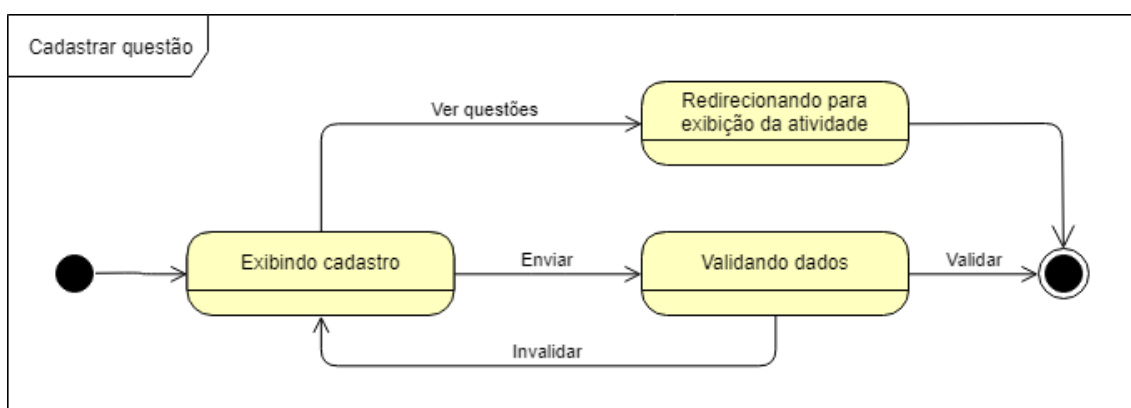 Cadastrar questão
Ver questões
Redirecionando para
exibição da atividade
Exibindo cadastro
Enviar
Validando dados
Validar
Invalidar